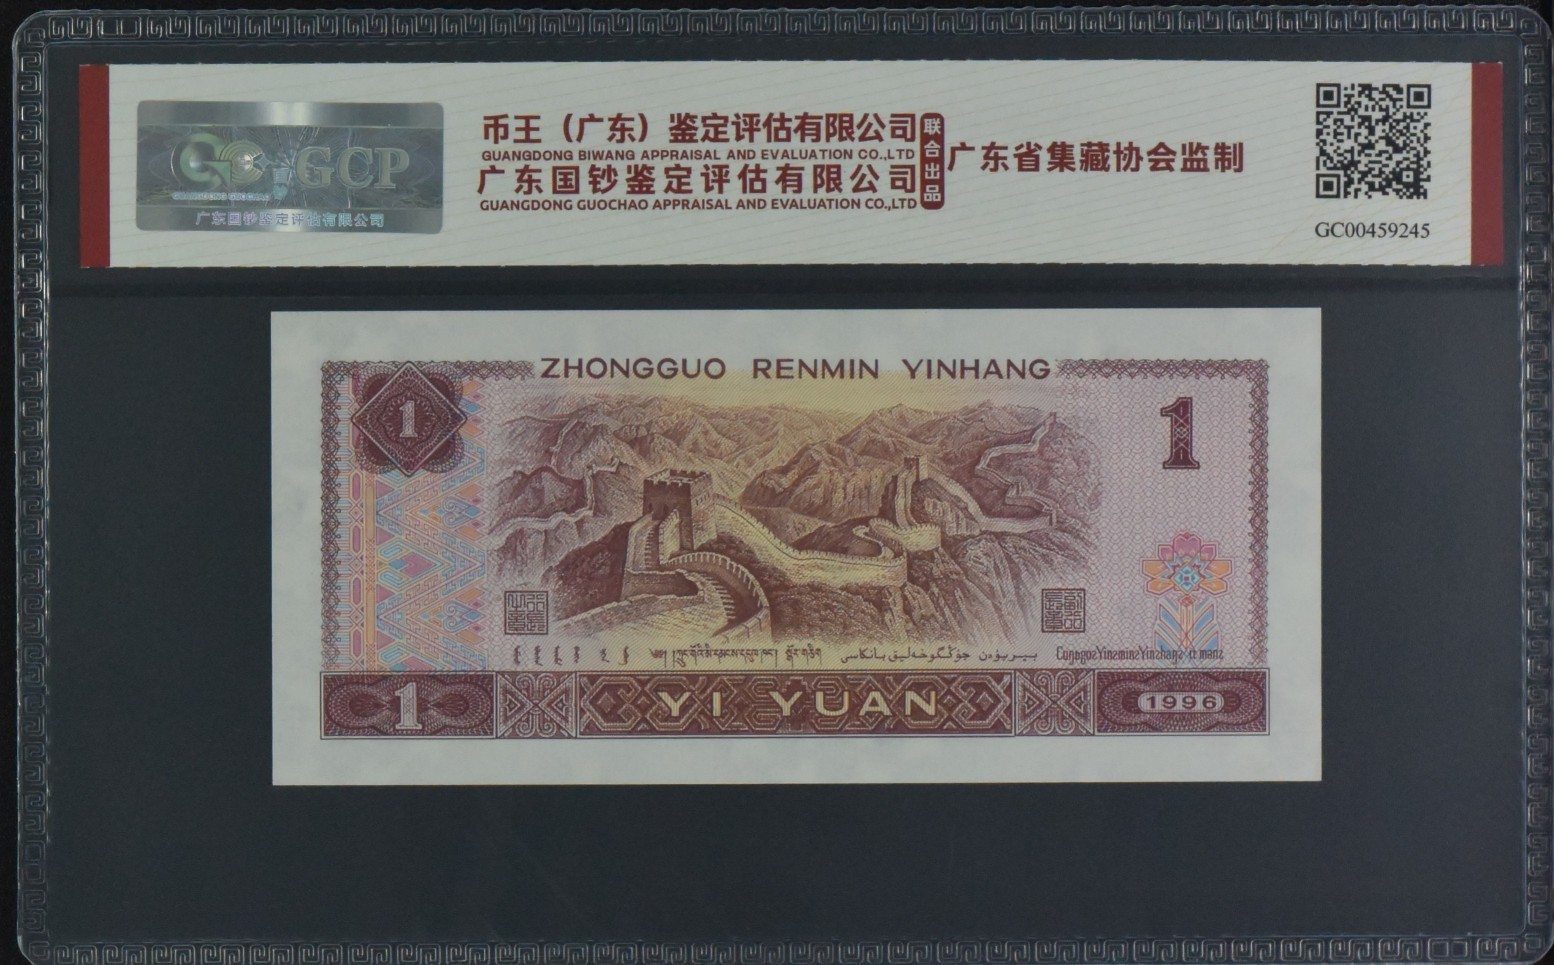 GCP
广东国钞鉴定评估有限公司
币王（广东）鉴定评估有限公司
GUANGDONG BIWANG APPRAISAL AND EVALUATION CO.,LTD
广东国钞鉴定评估有限公司
GUANGDONG GUOCHAO APPRAISAL AND EVALUATION CO.,LTD
联合出品
广东省集藏协会监制
GC00459245
ZHONGGUO RENMIN YINHANG
1
1
1
YI YUAN
1996